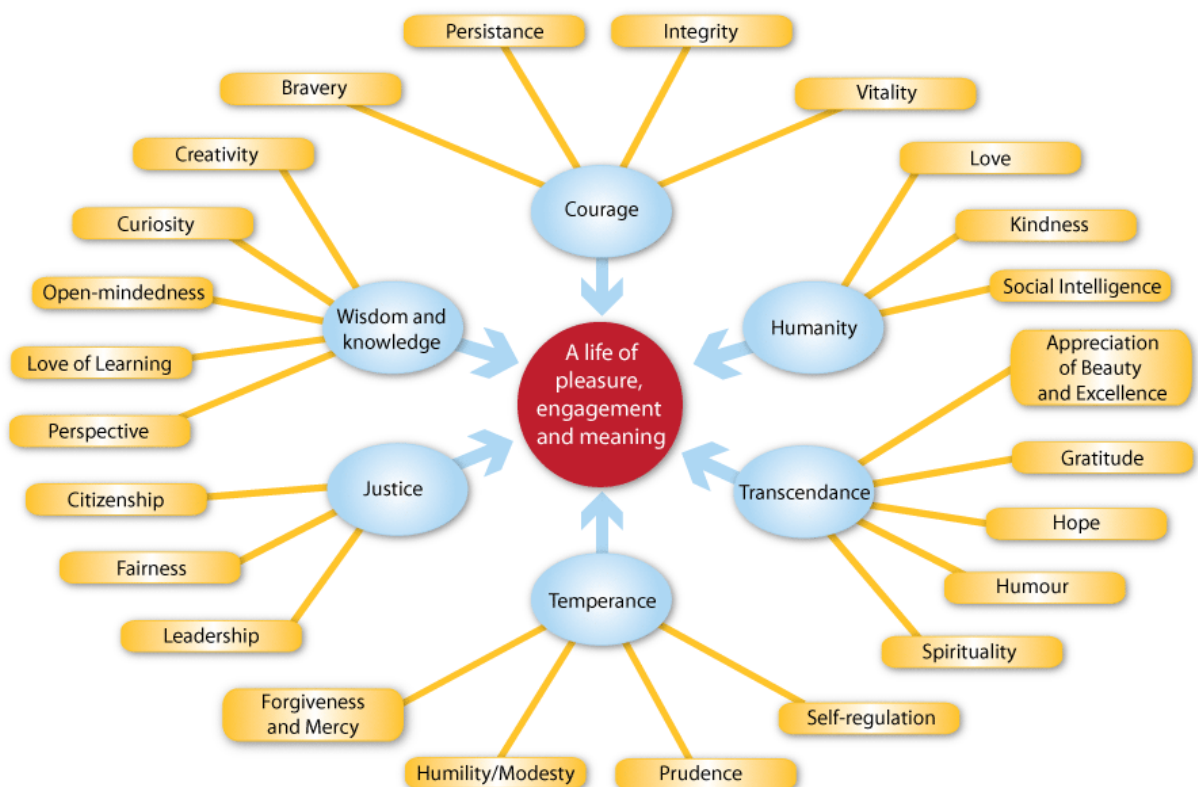 Persistance
Integrity
Bravery
Vitality
Creativity
Love
Courage
Curiosity
Kindness
Open-mindedness
Social Intelligence
Wisdom and
knowledge
Humanity
Love of Learning
A life of
pleasure,
engagement
and meaning
Appreciation
of Beauty
and Excellence
Perspective
Gratitude
Citizenship
Justice
Transcendance
Hope
Fairness
Humour
Temperance
Leadership
Spirituality
Forgiveness
and Mercy
Self-regulation
Humility/Modesty
Prudence